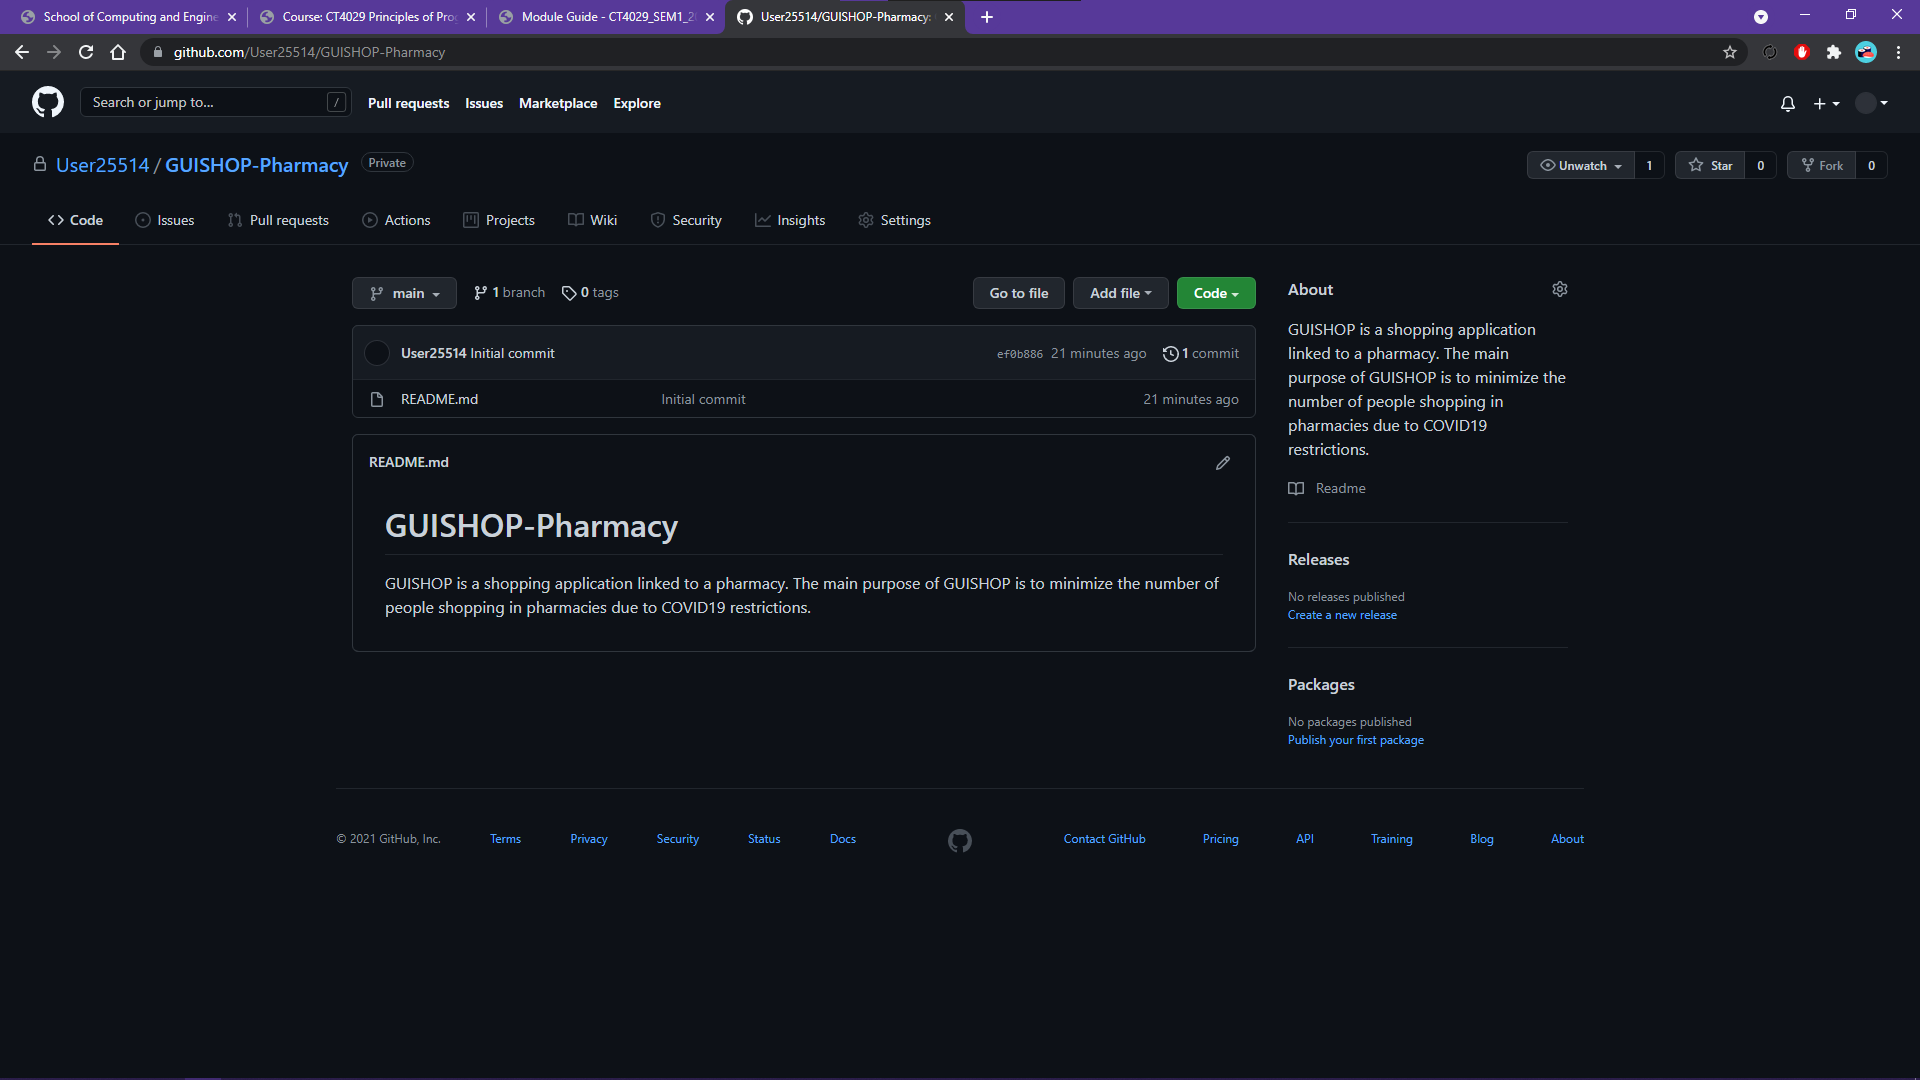 School of Computing and Engine
Course: CT4029 Principles of Prog
Module Guide - CT4029_SEM1_20
User25514/GUISHOP-Pharmacy:
github.com/User25514/GUISHOP-Pharmacy
Search or jump to... /
Pull requests Issues Marketplace Explore
User25514 / GUISHOP-Pharmacy Private
Unwatch 1 Star 0 Fork 0
Code Issues Pull requests Actions Projects Wiki Security Insights Settings
main 1 branch 0 tags Go to file Add file Code
User25514 Initial commit ef0b886 21 minutes ago 1 commit
README.md Initial commit 21 minutes ago
README.md
GUISHOP-Pharmacy
GUISHOP is a shopping application linked to a pharmacy. The main purpose of GUISHOP is to minimize the number of
people shopping in pharmacies due to COVID19 restrictions.
About
GUISHOP is a shopping application
linked to a pharmacy. The main
purpose of GUISHOP is to minimize the
number of people shopping in
pharmacies due to COVID19
restrictions.
Readme
Releases
No releases published
Create a new release
Packages
No packages published
Publish your first package
© 2021 GitHub, Inc. Terms Privacy Security Status Docs Contact GitHub Pricing API Training Blog About